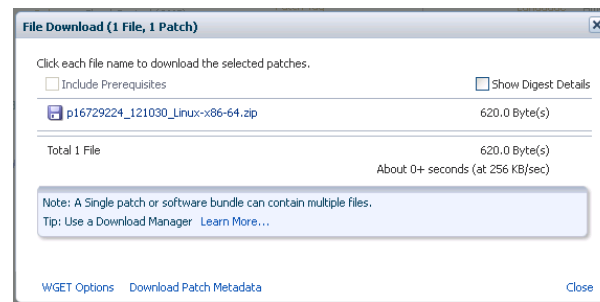 File Download (1 File, 1 Patch)
Click each file name to download the selected patches.
Include Prerequisites
Show Digest Details
p16729224_121030_Linux-x86-64.zip
620.0 Byte(s)
Total 1 File
620.0 Byte(s)
About 0+ seconds (at 256 KB/sec)
Note: A Single patch or software bundle can contain multiple files.
Tip: Use a Download Manager Learn More...
WGET Options Download Patch Metadata Close